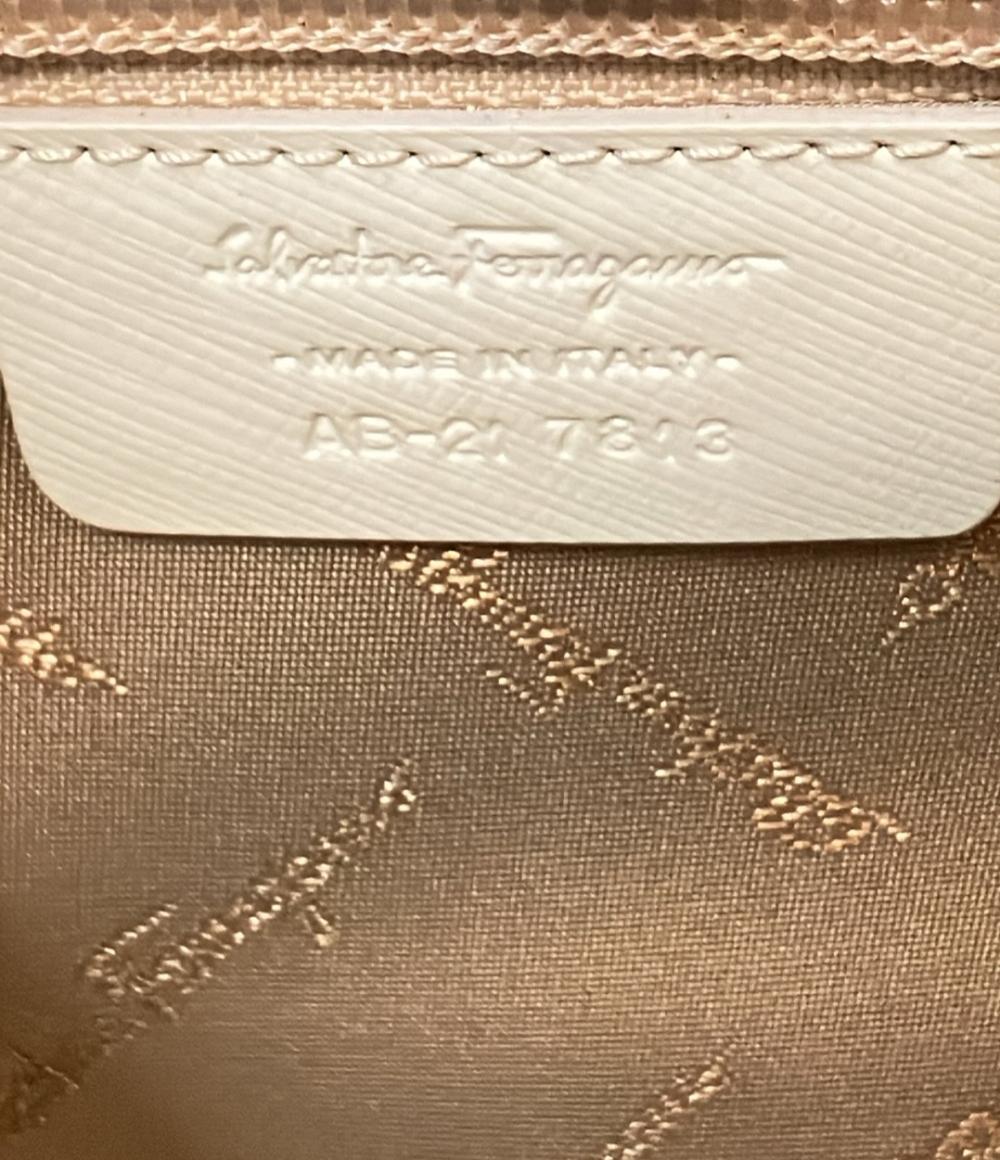 Salvatore Ferragamo
-MADE IN ITALY-
AB-21 7813